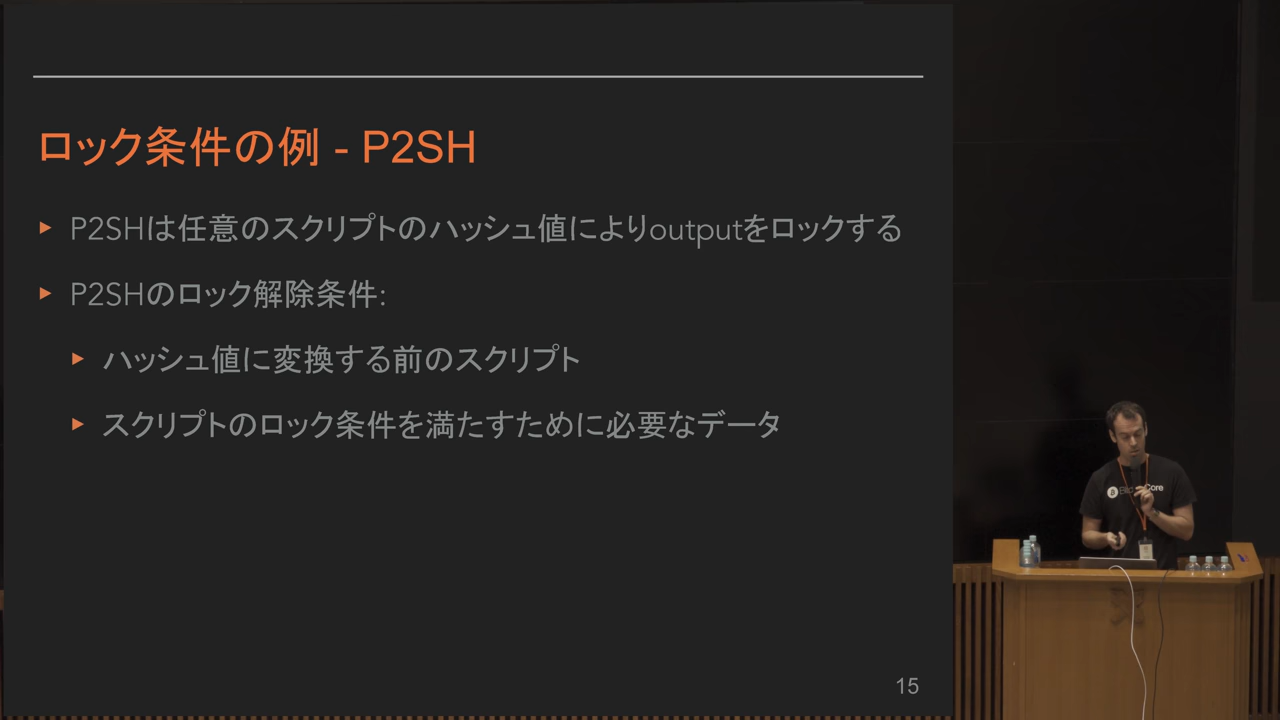 ロック条件の例 - P2SH
P2SHは任意のスクリプトのハッシュ値によりoutputをロックする
P2SHのロック解除条件:
ハッシュ値に変換する前のスクリプト
スクリプトのロック条件を満たすために必要なデータ
Core
15